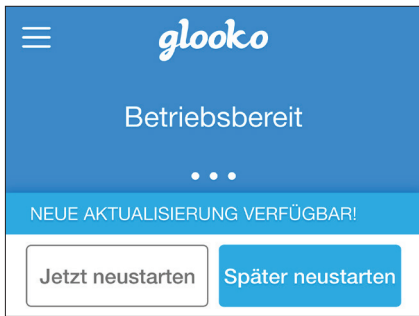 glooko
Betriebsbereit
NEUE AKTUALISIERUNG VERFÜGBAR!
Jetzt neustarten
Später neustarten